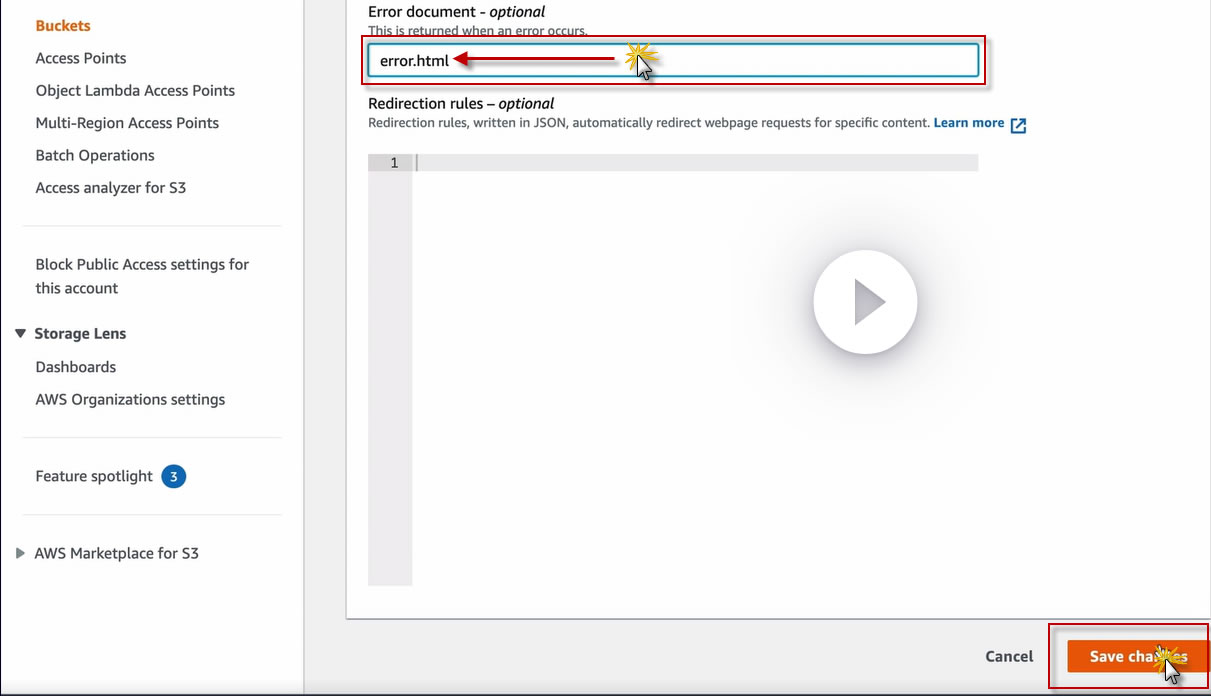 Buckets
Access Points
Object Lambda Access Points
Multi-Region Access Points
Batch Operations
Access analyzer for S3
Block Public Access settings for
this account
Storage Lens
Dashboards
AWS Organizations settings
Feature spotlight 3
AWS Marketplace for S3
Error document - optional
This is returned when an error occurs.
error.html
Redirection rules – optional
Redirection rules, written in JSON, automatically redirect webpage requests for specific content. Learn more
1
Cancel
Save changes